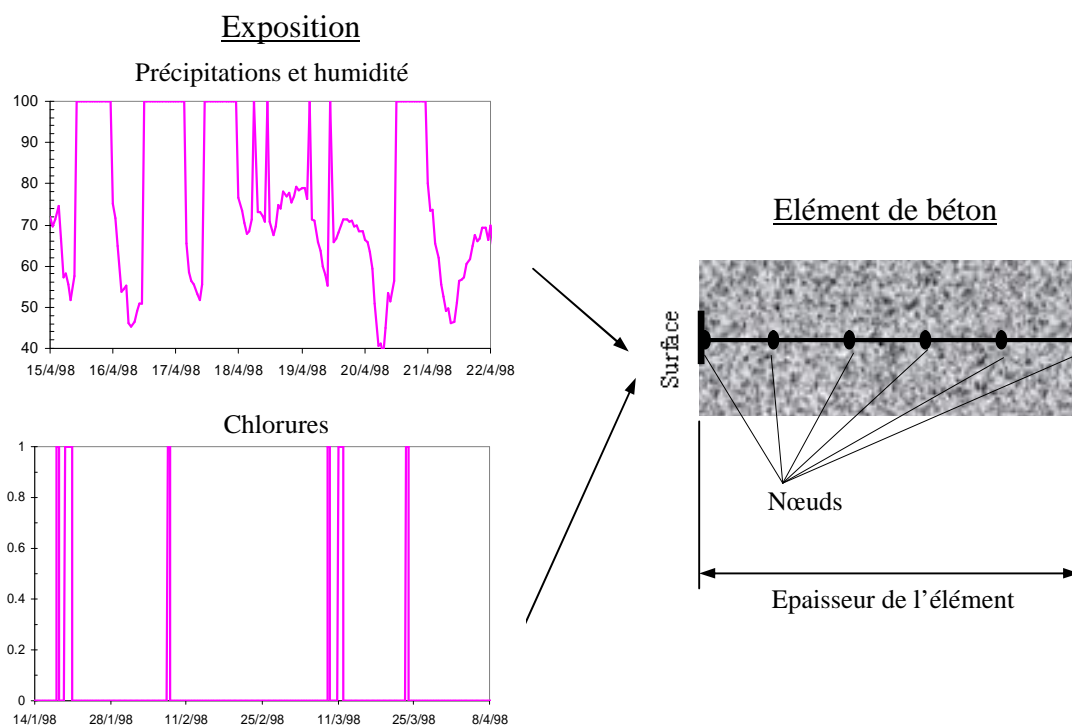 Exposition
Précipitations et humidité
100
90
80
70
60
50
40
15/4/98 16/4/98 17/4/98 18/4/98 19/4/98 20/4/98 21/4/98 22/4/98
Chlorures
1
0.8
0.6
0.4
0.2
0
14/1/98 28/1/98 11/2/98 25/2/98 11/3/98 25/3/98 8/4/98
Elément de béton
Surface
Nœuds
Epaisseur de l’élément